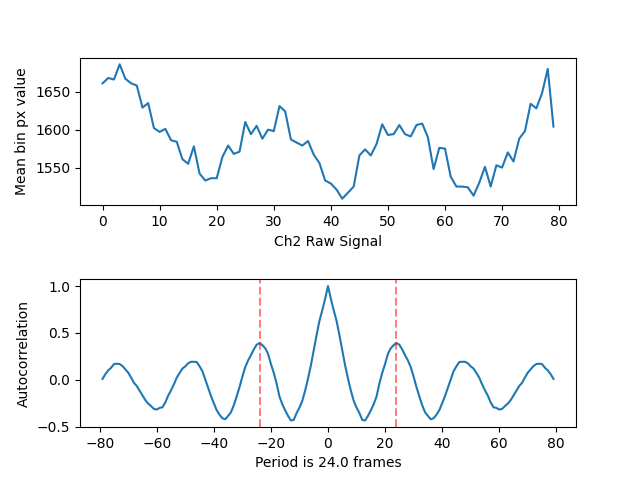 Mean bin px value
1650
1600
1550
0 10 20 30 40 50 60 70 80
Ch2 Raw Signal
Autocorrelation
1.0
0.5
0.0
−0.5
−80 −60 −40 −20 0 20 40 60 80
Period is 24.0 frames